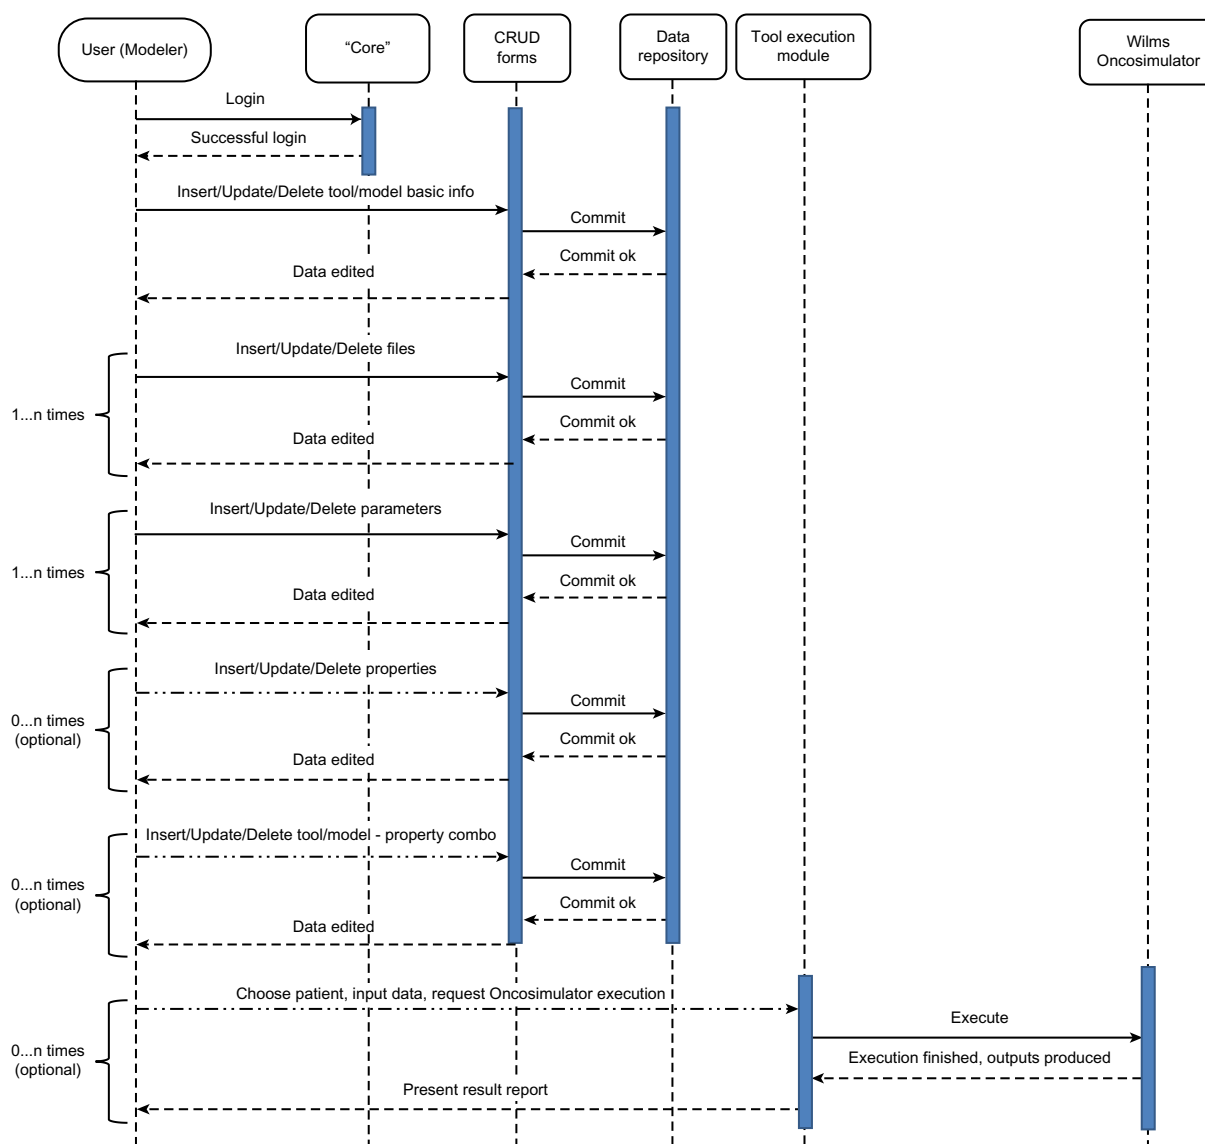 User (Modeler)
“Core”
CRUD
forms
Data
repository
Tool execution
module
Wilms
Oncosimulator
Login
Successful login
Insert/Update/Delete tool/model basic info
Commit
Commit ok
Data edited
Insert/Update/Delete files
Commit
1...n times
Commit ok
Data edited
Insert/Update/Delete parameters
Commit
1...n times
Commit ok
Data edited
Insert/Update/Delete properties
Commit
0...n times
(optional)
Commit ok
Data edited
Insert/Update/Delete tool/model - property combo
Commit
0...n times
(optional)
Commit ok
Data edited
Choose patient, input data, request Oncosimulator execution
Execute
0...n times
(optional)
Execution finished, outputs produced
Present result report